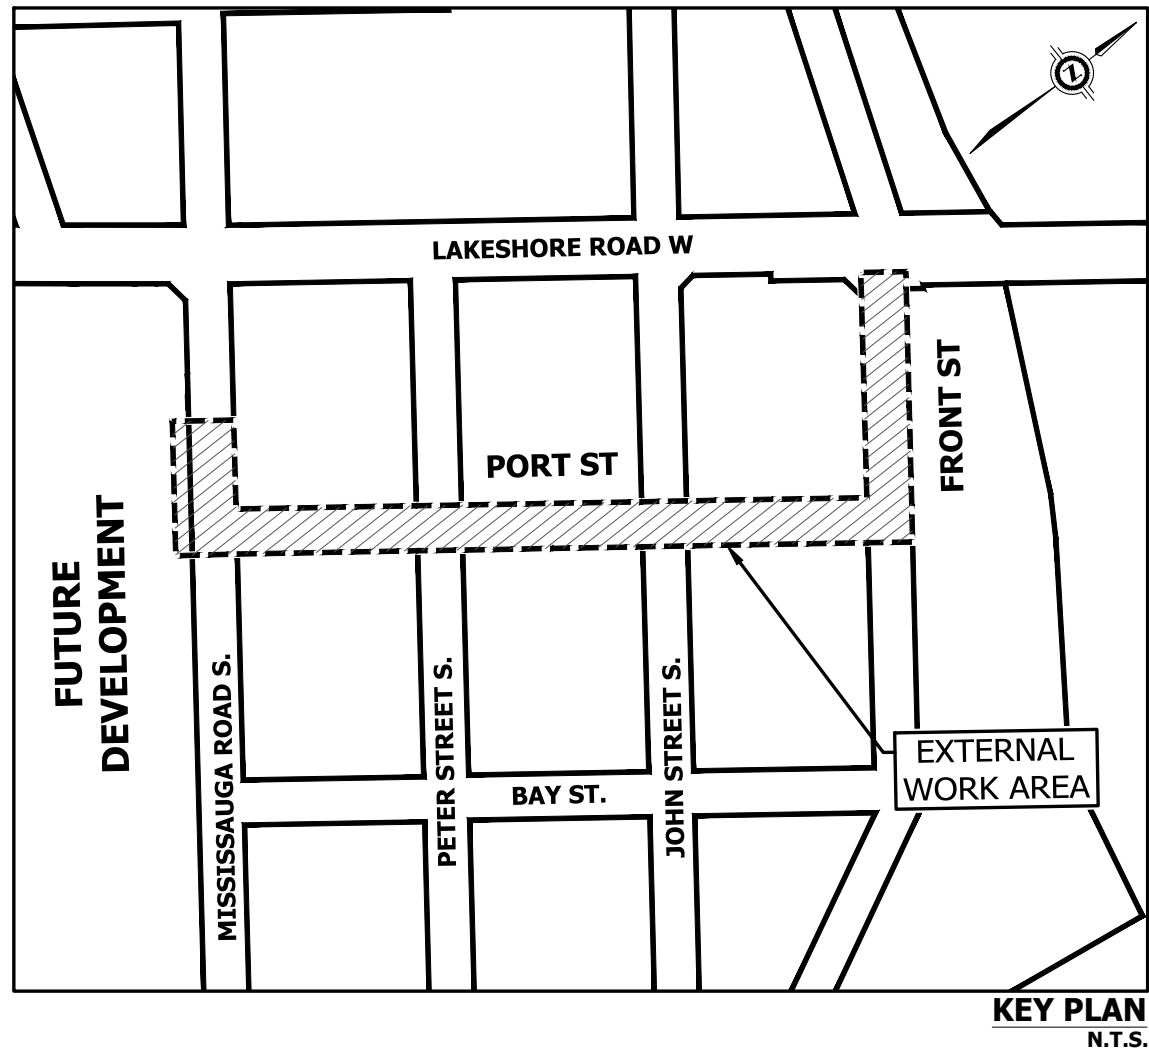 N
LAKESHORE ROAD W
FRONT ST
PORT ST
FUTURE
DEVELOPMENT
MISSISSAUGA ROAD S.
PETER STREET S.
JOHN STREET S.
BAY ST.
EXTERNAL
WORK AREA
KEY PLAN
N.T.S.